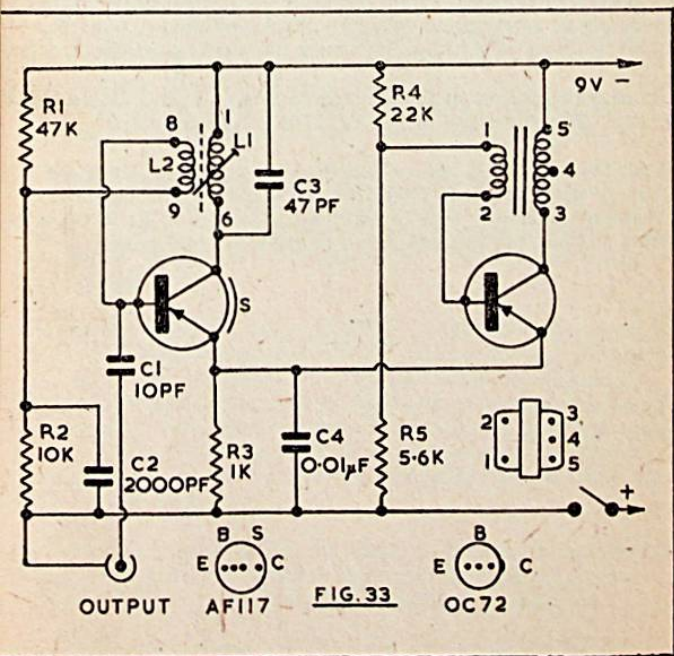 9V –
R1
47K
8
1
L2
L1
9
6
C3
47 PF
R4
22K
1
5
4
2
3
S
C1
10PF
R2
10K
C2
2000PF
R3
1K
C4
0·01μF
R5
5·6K
2
3
4
1
5
+
B S
E
C
B
E
C
OUTPUT
AF117
FIG.33
OC72